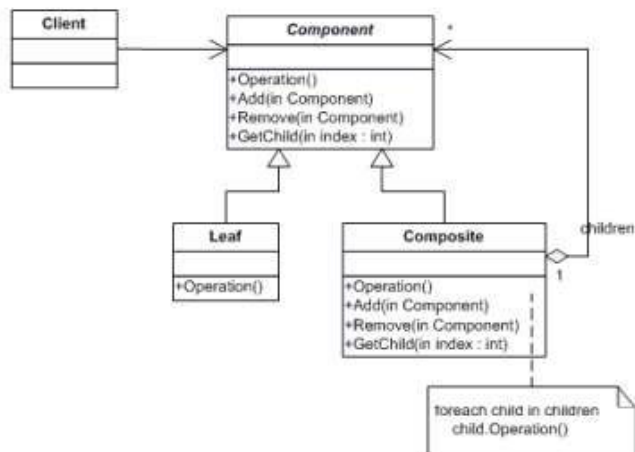 Client
Component
*
+Operation()
+Add(in Component)
+Remove(in Component)
+GetChild(in index : int)
Leaf
+Operation()
Composite
children
1
+Operation()
+Add(in Component)
+Remove(in Component)
+GetChild(in index : int)
foreach child in children
child.Operation()